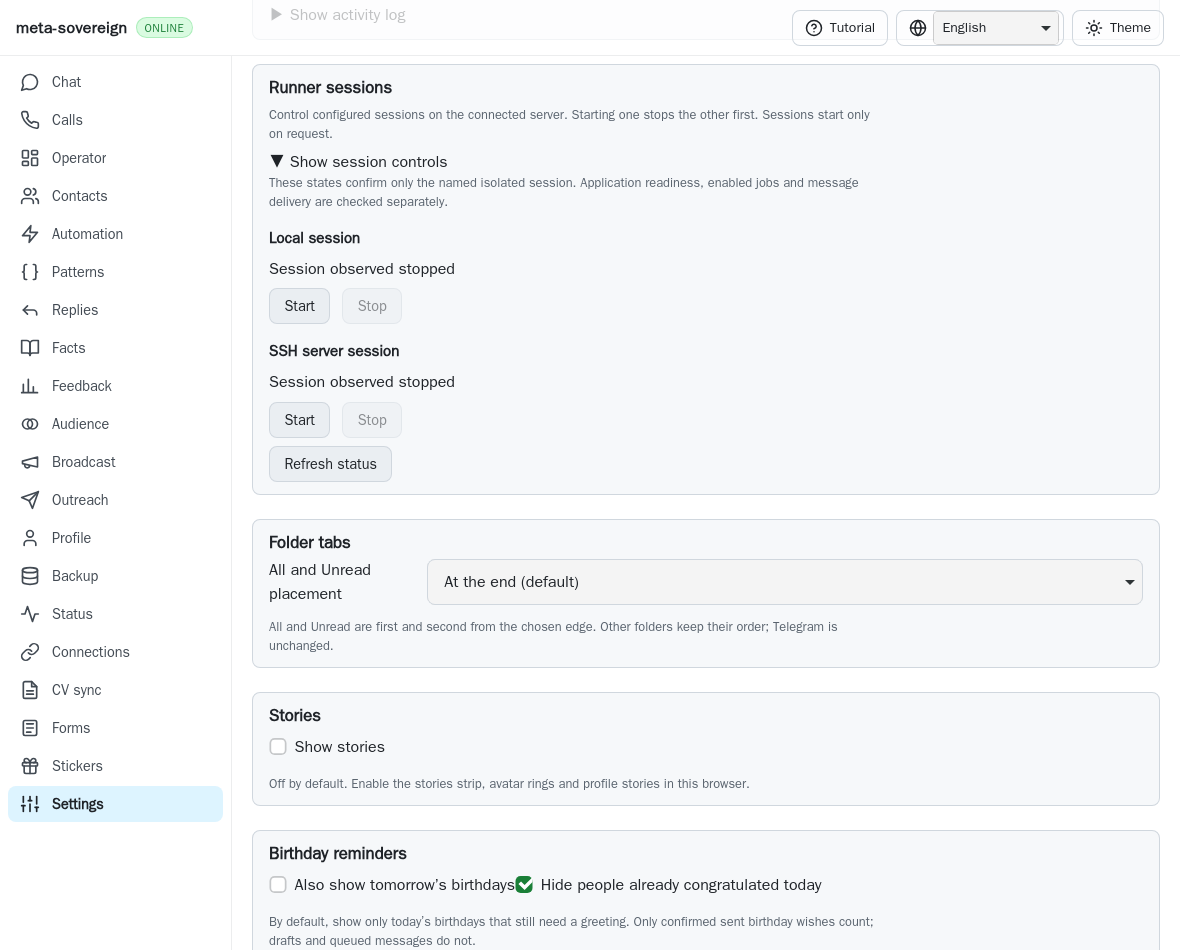 meta-sovereign
ONLINE
Show activity log
Tutorial
English
Theme
Chat
Calls
Operator
Contacts
Automation
Patterns
Replies
Facts
Feedback
Audience
Broadcast
Outreach
Profile
Backup
Status
Connections
CV sync
Forms
Stickers
Settings
Runner sessions
Control configured sessions on the connected server. Starting one stops the other first. Sessions start only
on request.
Show session controls
These states confirm only the named isolated session. Application readiness, enabled jobs and message
delivery are checked separately.
Local session
Session observed stopped
Start
Stop
SSH server session
Session observed stopped
Start
Stop
Refresh status
Folder tabs
All and Unread
placement
At the end (default)
All and Unread are first and second from the chosen edge. Other folders keep their order; Telegram is
unchanged.
Stories
Show stories
Off by default. Enable the stories strip, avatar rings and profile stories in this browser.
Birthday reminders
Also show tomorrow's birthdays
Hide people already congratulated today
By default, show only today's birthdays that still need a greeting. Only confirmed sent birthday wishes count;
drafts and queued messages do not.